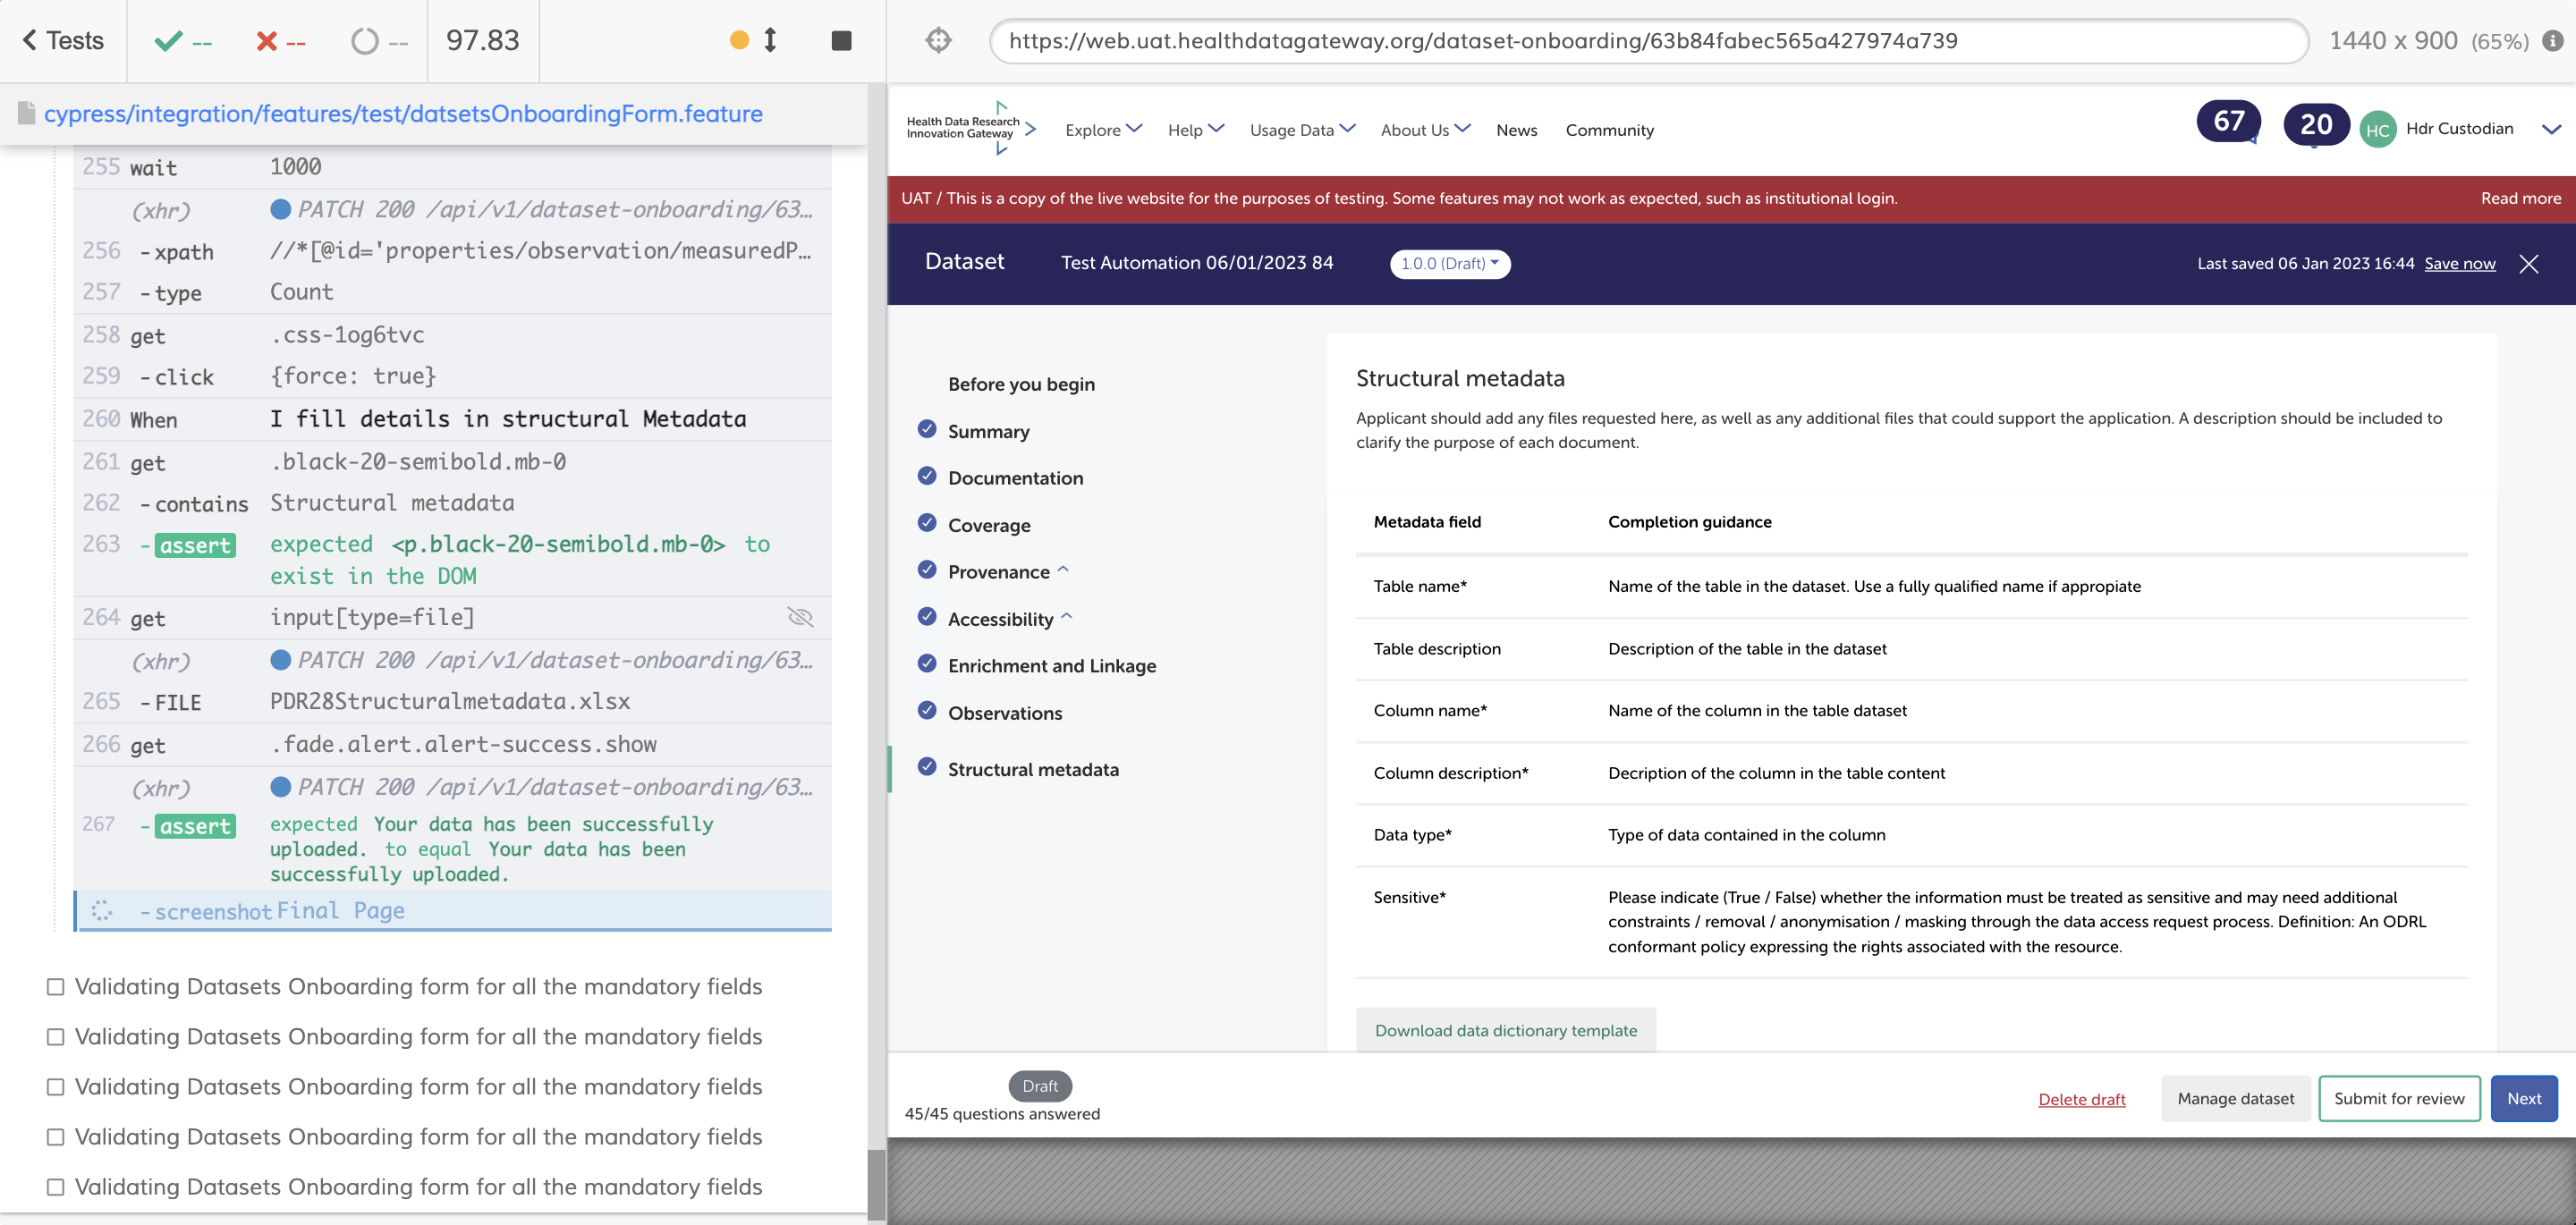 Tests -- -- -- 97.83
cypress/integration/features/test/datsetsOnboardingForm.feature
255 wait 1000
(xhr) PATCH 200 /api/v1/dataset-onboarding/63...
256 -xpath //*[@id='properties/observation/measuredP...
257 -type Count
258 get .css-1og6tvc
259 -click {force: true}
260 When I fill details in structural Metadata
261 get .black-20-semibold.mb-0
262 -contains Structural metadata
263 -assert expected <p.black-20-semibold.mb-0> to
exist in the DOM
264 get input[type=file]
(xhr) PATCH 200 /api/v1/dataset-onboarding/63...
265 -FILE PDR28Structuralmetadata.xlsx
266 get .fade.alert.alert-success.show
(xhr) PATCH 200 /api/v1/dataset-onboarding/63...
267 -assert expected Your data has been successfully
uploaded. to equal Your data has been
successfully uploaded.
-screenshot Final Page
Validating Datasets Onboarding form for all the mandatory fields
Validating Datasets Onboarding form for all the mandatory fields
Validating Datasets Onboarding form for all the mandatory fields
Validating Datasets Onboarding form for all the mandatory fields
Validating Datasets Onboarding form for all the mandatory fields
https://web.uat.healthdatagateway.org/dataset-onboarding/63b84fabec565a427974a739 1440 x 900 (65%)
Health Data Research
Innovation Gateway
Explore Help Usage Data About Us News Community 67 20 HC Hdr Custodian
UAT / This is a copy of the live website for the purposes of testing. Some features may not work as expected, such as institutional login. Read more
Dataset Test Automation 06/01/2023 84 1.0.0 (Draft) Last saved 06 Jan 2023 16:44 Save now
Before you begin
Summary
Documentation
Coverage
Provenance
Accessibility
Enrichment and Linkage
Observations
Structural metadata
Structural metadata
Applicant should add any files requested here, as well as any additional files that could support the application. A description should be included to
clarify the purpose of each document.
Metadata field Completion guidance
Table name* Name of the table in the dataset. Use a fully qualified name if appropiate
Table description Description of the table in the dataset
Column name* Name of the column in the table dataset
Column description* Decription of the column in the table content
Data type* Type of data contained in the column
Sensitive* Please indicate (True / False) whether the information must be treated as sensitive and may need additional
constraints / removal / anonymisation / masking through the data access request process. Definition: An ODRL
conformant policy expressing the rights associated with the resource.
Download data dictionary template
Draft
45/45 questions answered
Delete draft Manage dataset Submit for review Next